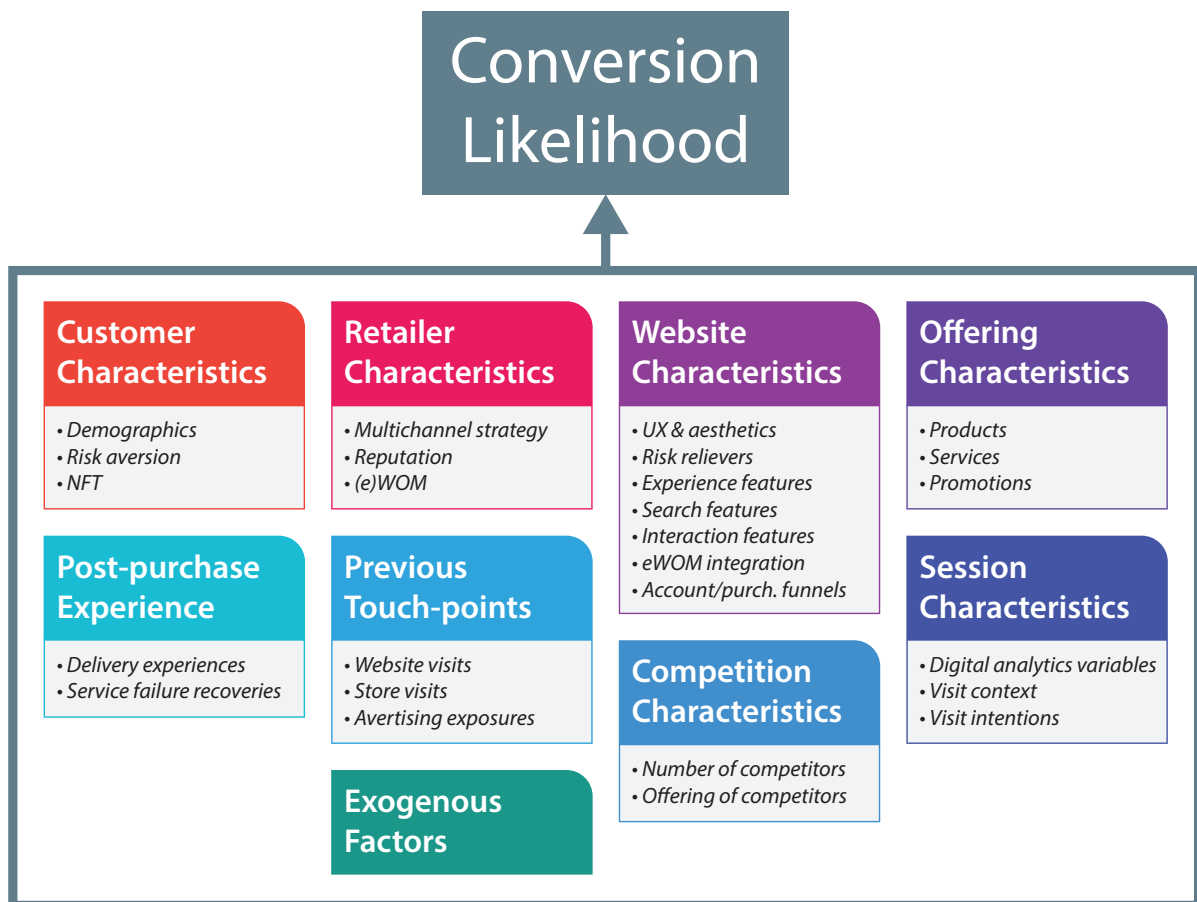 Conversion
Likelihood
Customer
Characteristics
• Demographics
• Risk aversion
• NFT
Retailer
Characteristics
• Multichannel strategy
• Reputation
• (e)WOM
Website
Characteristics
• UX & aesthetics
• Risk relievers
• Experience features
• Search features
• Interaction features
• eWOM integration
• Account/purch. funnels
Offering
Characteristics
• Products
• Services
• Promotions
Post-purchase
Experience
• Delivery experiences
• Service failure recoveries
Previous
Touch-points
• Website visits
• Store visits
• Avertising exposures
Competition
Characteristics
• Number of competitors
• Offering of competitors
Session
Characteristics
• Digital analytics variables
• Visit context
• Visit intentions
Exogenous
Factors